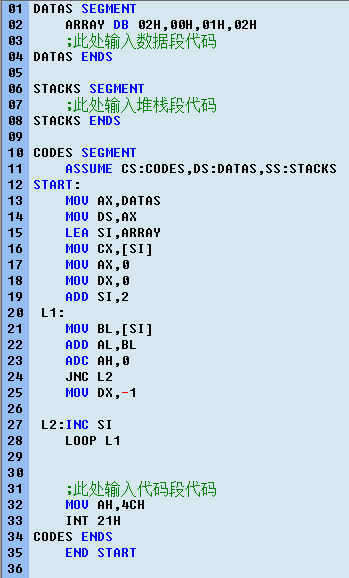 01 DATAS SEGMENT
02     ARRAY DB 02H,00H,01H,02H
03     ;此处输入数据段代码
04 DATAS ENDS
05
06 STACKS SEGMENT
07     ;此处输入堆栈段代码
08 STACKS ENDS
09
10 CODES SEGMENT
11     ASSUME CS:CODES,DS:DATAS,SS:STACKS
12 START:
13     MOV AX,DATAS
14     MOV DS,AX
15     LEA SI,ARRAY
16     MOV CX,[SI]
17     MOV AX,0
18     MOV DX,0
19     ADD SI,2
20  L1:
21     MOV BL,[SI]
22     ADD AL,BL
23     ADC AH,0
24     JNC L2
25     MOV DX,-1
26
27  L2:INC SI
28     LOOP L1
29
30
31     ;此处输入代码段代码
32     MOV AH,4CH
33     INT 21H
34 CODES ENDS
35     END START
36